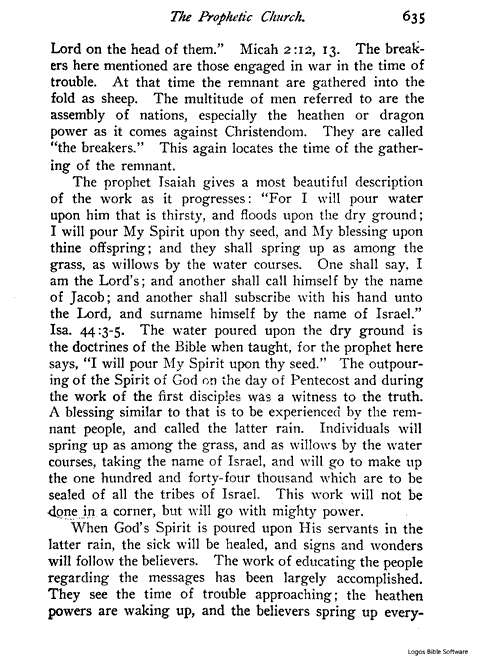 The Prophetic Church. 635
Lord on the head of them." Micah 2:12, 13. The break-
ers here mentioned are those engaged in war in the time of
trouble. At that time the remnant are gathered into the
fold as sheep. The multitude of men referred to are the
assembly of nations, especially the heathen or dragon
power as it comes against Christendom. They are called
"the breakers." This again locates the time of the gather-
ing of the remnant.
The prophet Isaiah gives a most beautiful description
of the work as it progresses: "For I will pour water
upon him that is thirsty, and floods upon the dry ground;
I will pour My Spirit upon thy seed, and My blessing upon
thine offspring; and they shall spring up as among the
grass, as willows by the water courses. One shall say, I
am the Lord's; and another shall call himself by the name
of Jacob; and another shall subscribe with his hand unto
the Lord, and surname himself by the name of Israel."
Isa. 44:3-5. The water poured upon the dry ground is
the doctrines of the Bible when taught, for the prophet here
says, "I will pour My Spirit upon thy seed." The outpour-
ing of the Spirit of God on the day of Pentecost and during
the work of the first disciples was a witness to the truth.
A blessing similar to that is to be experienced by the rem-
nant people, and called the latter rain. Individuals will
spring up as among the grass, and as willows by the water
courses, taking the name of Israel, and will go to make up
the one hundred and forty-four thousand which are to be
sealed of all the tribes of Israel. This work will not be
done in a corner, but will go with mighty power.
When God's Spirit is poured upon His servants in the
latter rain, the sick will be healed, and signs and wonders
will follow the believers. The work of educating the people
regarding the messages has been largely accomplished.
They see the time of trouble approaching; the heathen
powers are waking up, and the believers spring up every-
Logos Bible Software